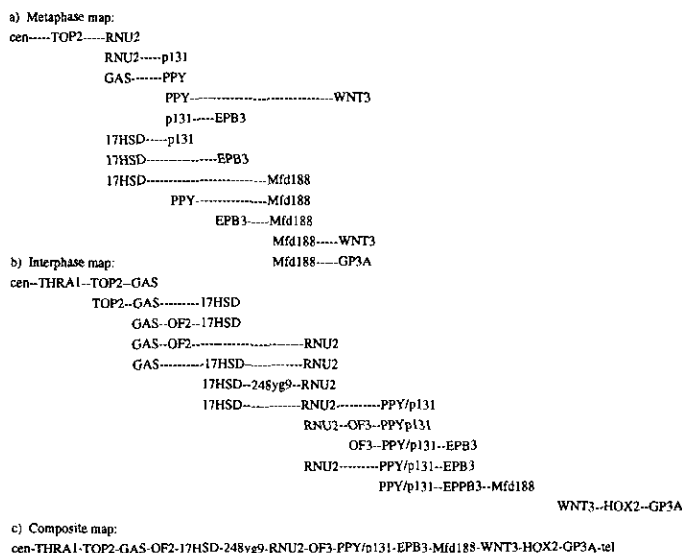 a) Metaphase map:
cen-----TOP2-----RNU2
RNU2-----p131
GAS-------PPY
PPY--------------------------WNT3
p131-----EPB3
17HSD-----p131
17HSD-------------EPB3
17HSD----------------------Mfd188
PPY-------------Mfd188
EPB3-----Mfd188
Mfd188-----WNT3
Mfd188-----GP3A
b) Interphase map:
cen--THRA1--TOP2--GAS
TOP2--GAS---------17HSD
GAS--OF2--17HSD
GAS--OF2--------------------RNU2
GAS----------17HSD-----------RNU2
17HSD--248yg9--RNU2
17HSD-----------RNU2---------PPY/p131
RNU2--OF3--PPYp131
OF3--PPY/p131--EPB3
RNU2---------PPY/p131--EPB3
PPY/p131--EPPB3--Mfd188
WNT3--HOX2--GP3A
c) Composite map:
cen-THRA1-TOP2-GAS-OF2-17HSD-248yg9-RNU2-OF3-PPY/p131-EPB3-Mfd188-WNT3-HOX2-GP3A-tel